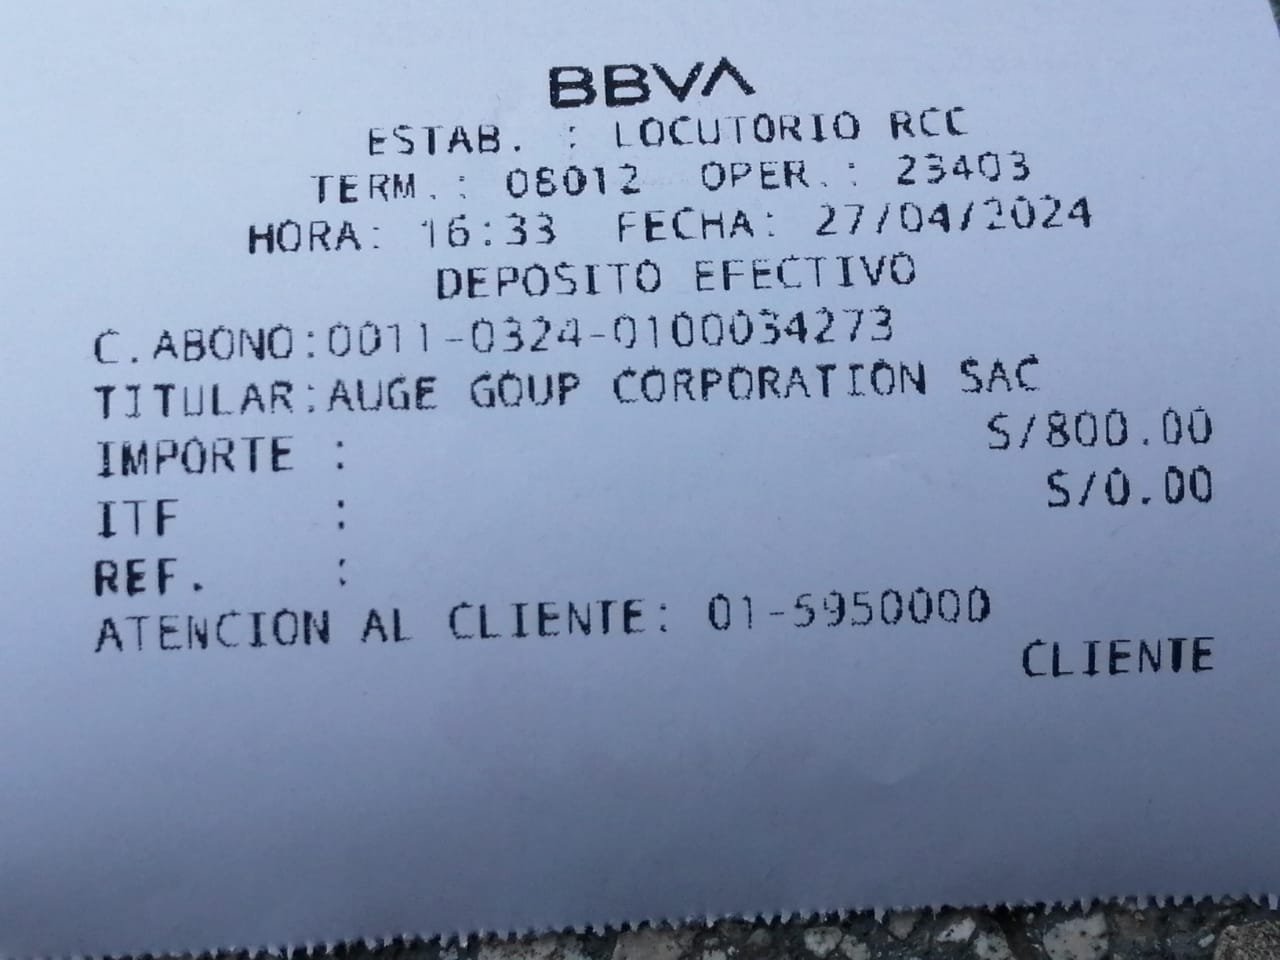 BBVA
ESTAB. : LOCUTORIO RCC
TERM.: 06012 OPER.: 23403
HORA: 16:33 FECHA: 27/04/2024
DEPOSITO EFECTIVO
C.ABONO:0011-0324-0100034273
TITULAR:AUGE GOUP CORPORATION SAC
IMPORTE : S/800.00
ITF : S/0.00
REF. :
ATENCION AL CLIENTE: 01-5950000
CLIENTE